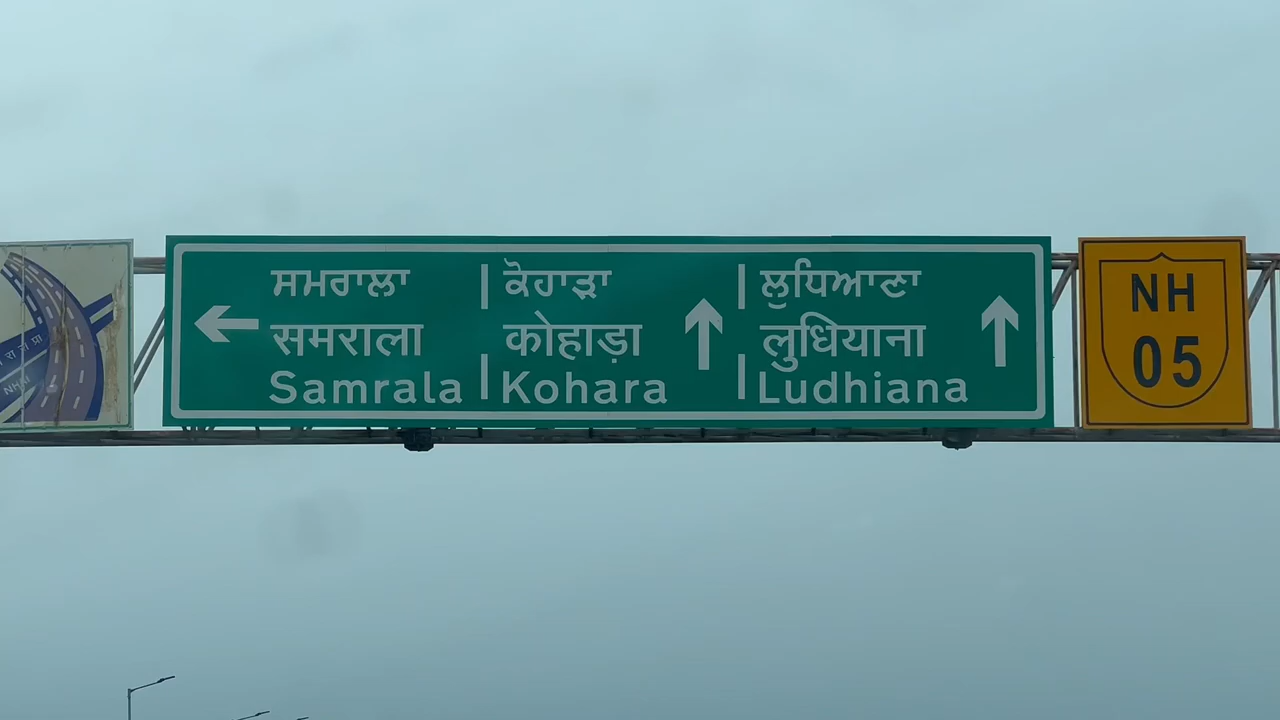 ਸਮਰਾਲਾ
समराला
Samrala
ਕੋਹਾੜਾ
कोहाड़ा
Kohara
ਲੁਧਿਆਣਾ
लुधियाना
Ludhiana
NH
05